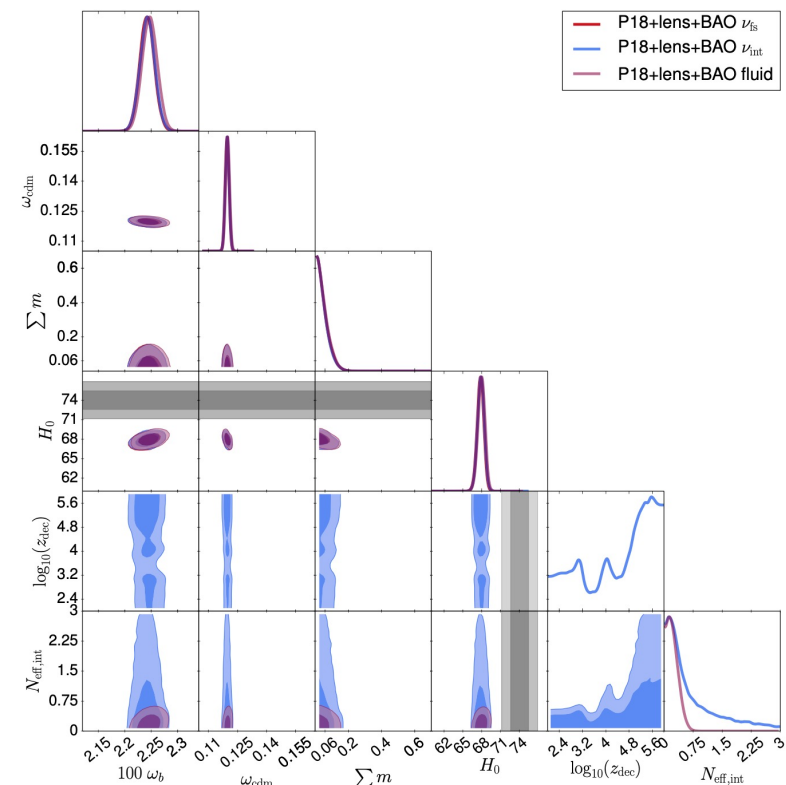 P18+lens+BAO ν_fs
P18+lens+BAO ν_int
P18+lens+BAO fluid
ω_cdm
0.155
0.14
0.125
0.11
∑ m
0.6
0.4
0.2
0.06
H_0
74
71
68
65
62
log_10(z_dec)
5.6
4.8
4
3.2
2.4
N_eff,int
3
2.25
1.5
0.75
0
2.15 2.2 2.25 2.3
0.11 0.125 0.14 0.155
0.06 0.2 0.4 0.6
62 65 68 71 74
2.4 3.2 4 4.8 5.6
0 0.75 1.5 2.25 3
100 ω_b
ω_cdm
∑ m
H_0
log_10(z_dec)
N_eff,int